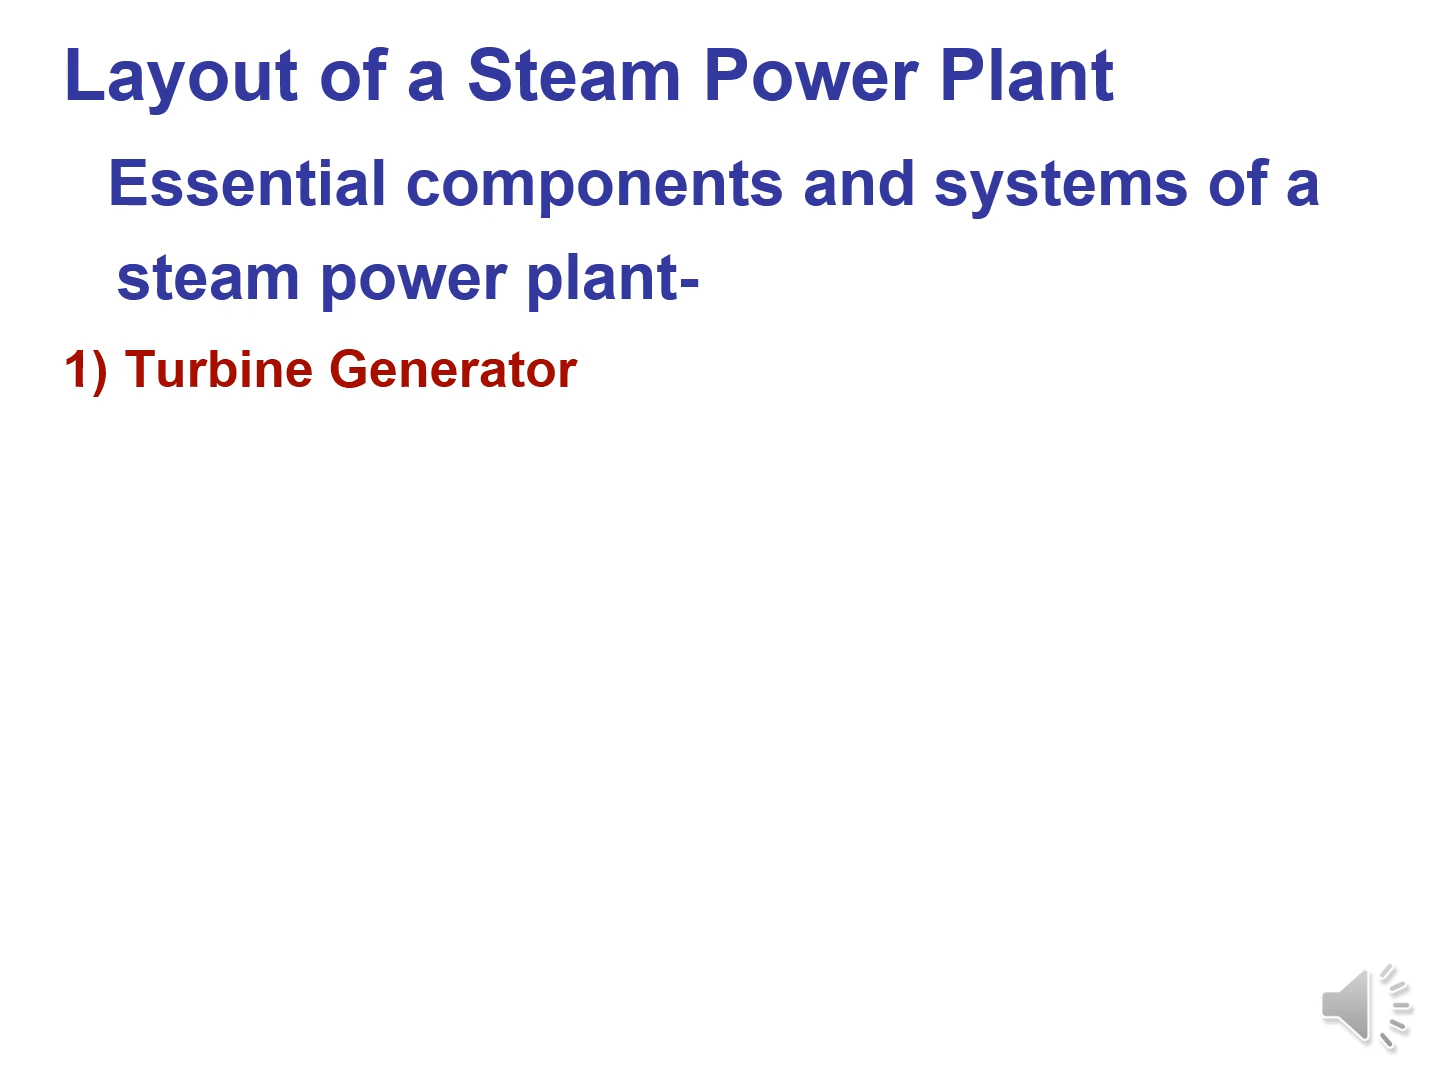 Layout of a Steam Power Plant
Essential components and systems of a
steam power plant-
1) Turbine Generator